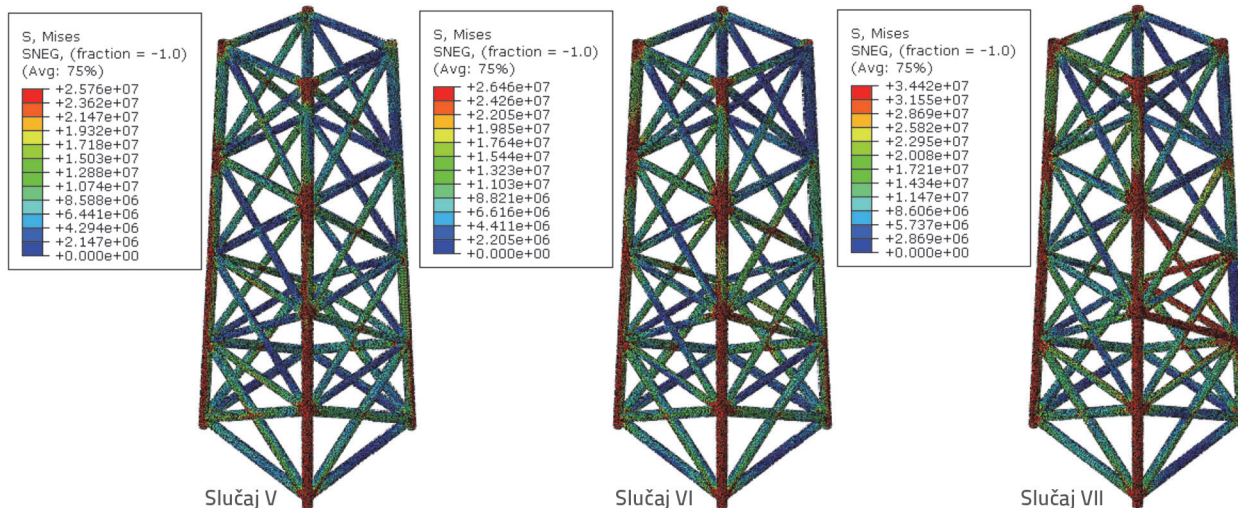 S, Mises
SNEG, (fraction = -1.0)
(Avg: 75%)
+2.576e+07
+2.362e+07
+2.147e+07
+1.932e+07
+1.718e+07
+1.503e+07
+1.288e+07
+1.074e+07
+8.588e+06
+6.441e+06
+4.294e+06
+2.147e+06
+0.000e+00
Slučaj V
S, Mises
SNEG, (fraction = -1.0)
(Avg: 75%)
+2.646e+07
+2.426e+07
+2.205e+07
+1.985e+07
+1.764e+07
+1.544e+07
+1.323e+07
+1.103e+07
+8.821e+06
+6.616e+06
+4.411e+06
+2.205e+06
+0.000e+00
Slučaj VI
S, Mises
SNEG, (fraction = -1.0)
(Avg: 75%)
+3.442e+07
+3.155e+07
+2.869e+07
+2.582e+07
+2.295e+07
+2.008e+07
+1.721e+07
+1.434e+07
+1.147e+07
+8.606e+06
+5.737e+06
+2.869e+06
+0.000e+00
Slučaj VII